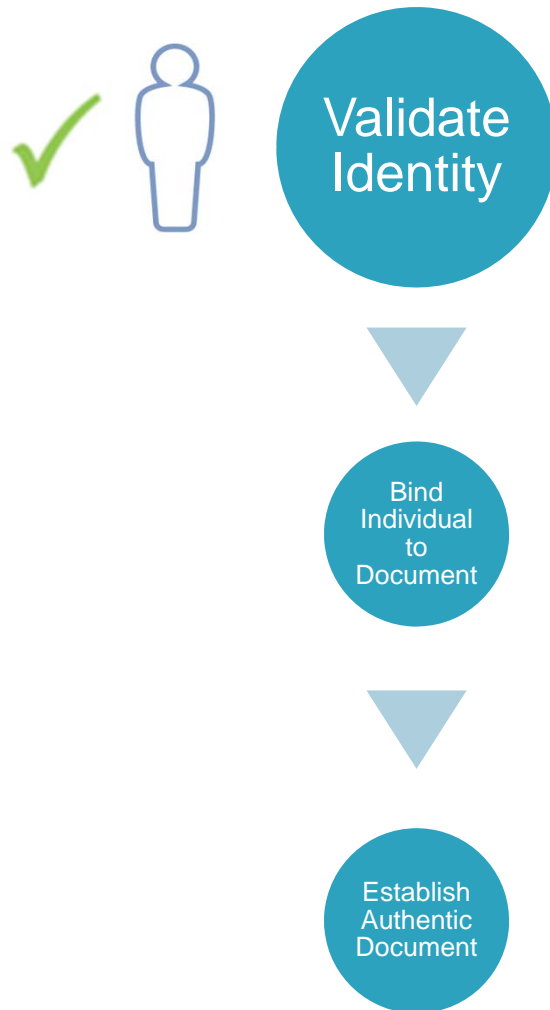 Validate
Identity
Bind
Individual
to
Document
Establish
Authentic
Document